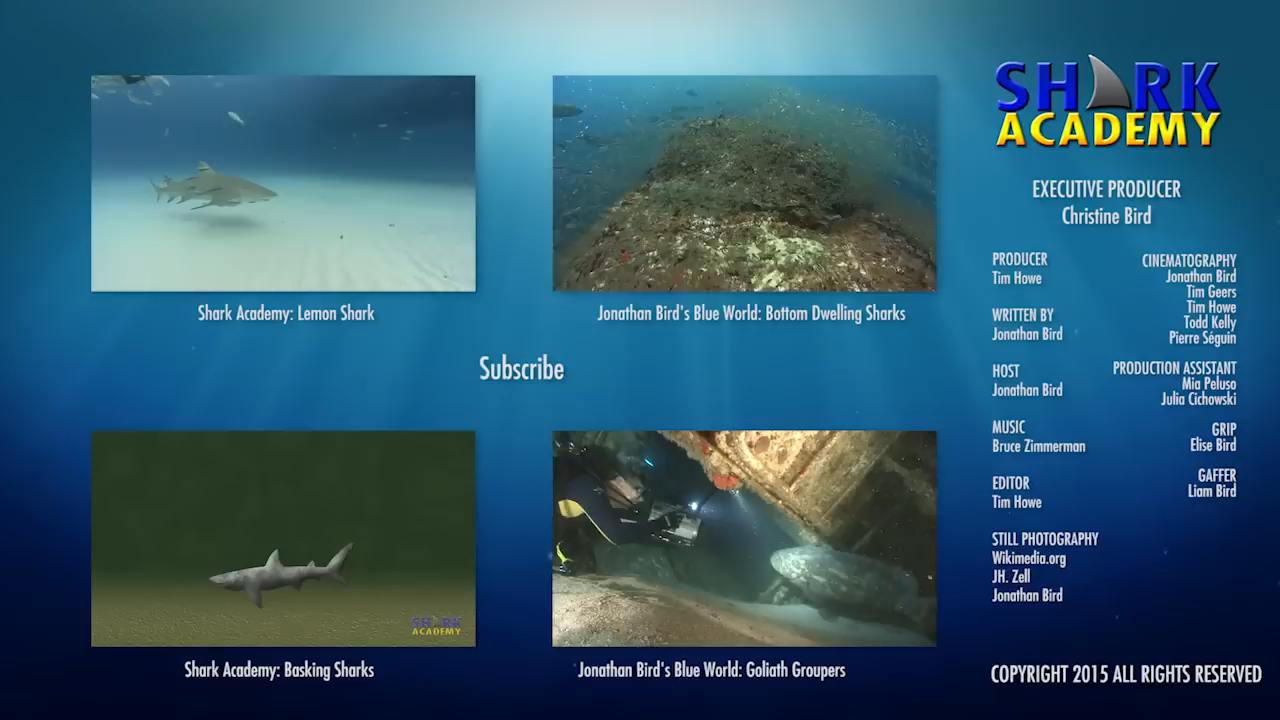 SHARK
ACADEMY
Shark Academy: Lemon Shark
Jonathan Bird's Blue World: Bottom Dwelling Sharks
Subscribe
SHARK
ACADEMY
Shark Academy: Basking Sharks
Jonathan Bird's Blue World: Goliath Groupers
EXECUTIVE PRODUCER
Christine Bird
PRODUCER
Tim Howe
WRITTEN BY
Jonathan Bird
HOST
Jonathan Bird
MUSIC
Bruce Zimmerman
EDITOR
Tim Howe
STILL PHOTOGRAPHY
Wikimedia.org
JH. Zell
Jonathan Bird
CINEMATOGRAPHY
Jonathan Bird
Tim Geers
Tim Howe
Todd Kelly
Pierre Séguin
PRODUCTION ASSISTANT
Mia Peluso
Julia Cichowski
GRIP
Elise Bird
GAFFER
Liam Bird
COPYRIGHT 2015 ALL RIGHTS RESERVED